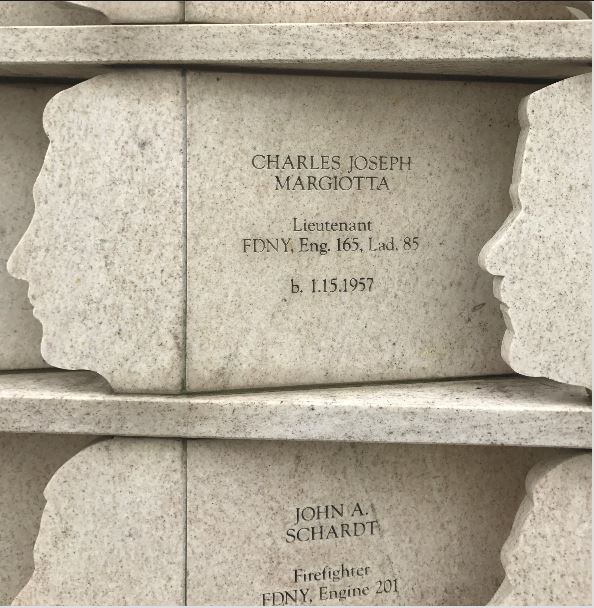 CHARLES JOSEPH
MARGIOTTA
Lieutenant
FDNY, Eng. 165, Lad. 85
b. 1.15.1957
JOHN A.
SCHARDT
Firefighter
FDNY, Engine 201